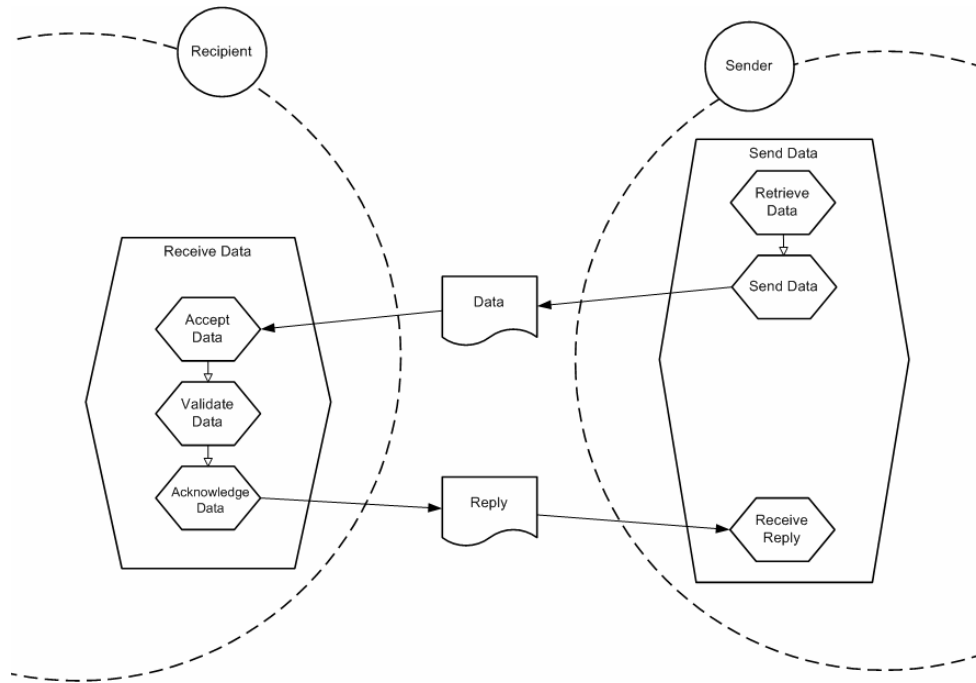 Recipient
Sender
Send Data
Retrieve
Data
Send Data
Receive Data
Accept
Data
Validate
Data
Acknowledge
Data
Data
Reply
Receive
Reply